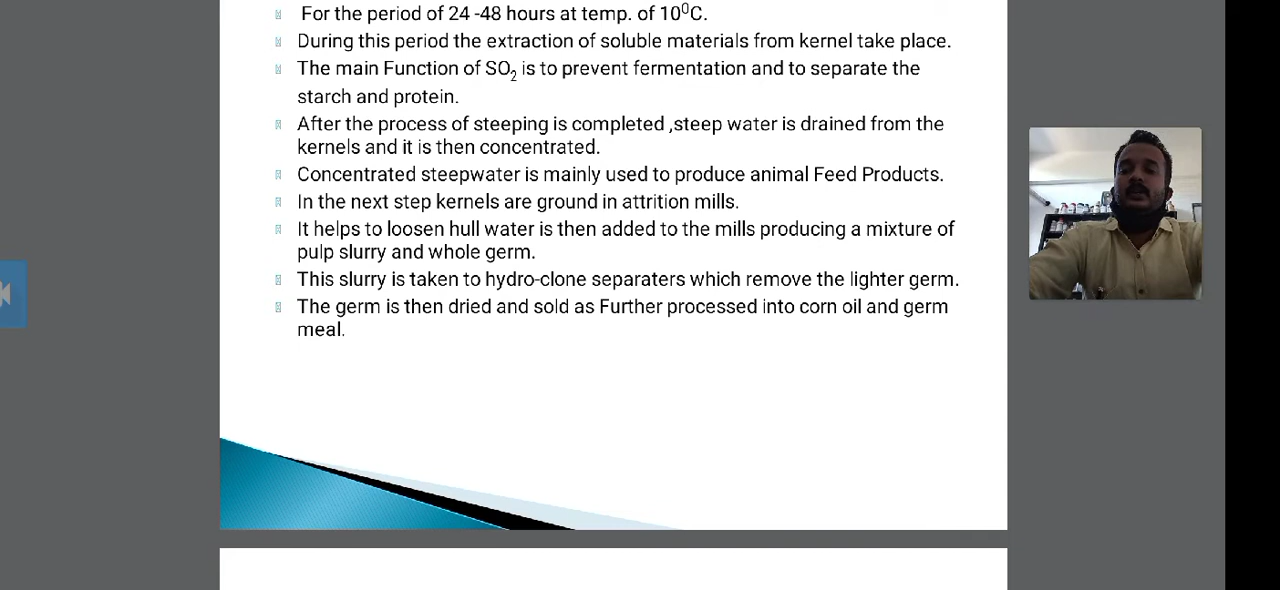 For the period of 24 -48 hours at temp. of 10⁰C.
During this period the extraction of soluble materials from kernel take place.
The main Function of SO₂ is to prevent fermentation and to separate the
starch and protein.
After the process of steeping is completed ,steep water is drained from the
kernels and it is then concentrated.
Concentrated steepwater is mainly used to produce animal Feed Products.
In the next step kernels are ground in attrition mills.
It helps to loosen hull water is then added to the mills producing a mixture of
pulp slurry and whole germ.
This slurry is taken to hydro-clone separaters which remove the lighter germ.
The germ is then dried and sold as Further processed into corn oil and germ
meal.